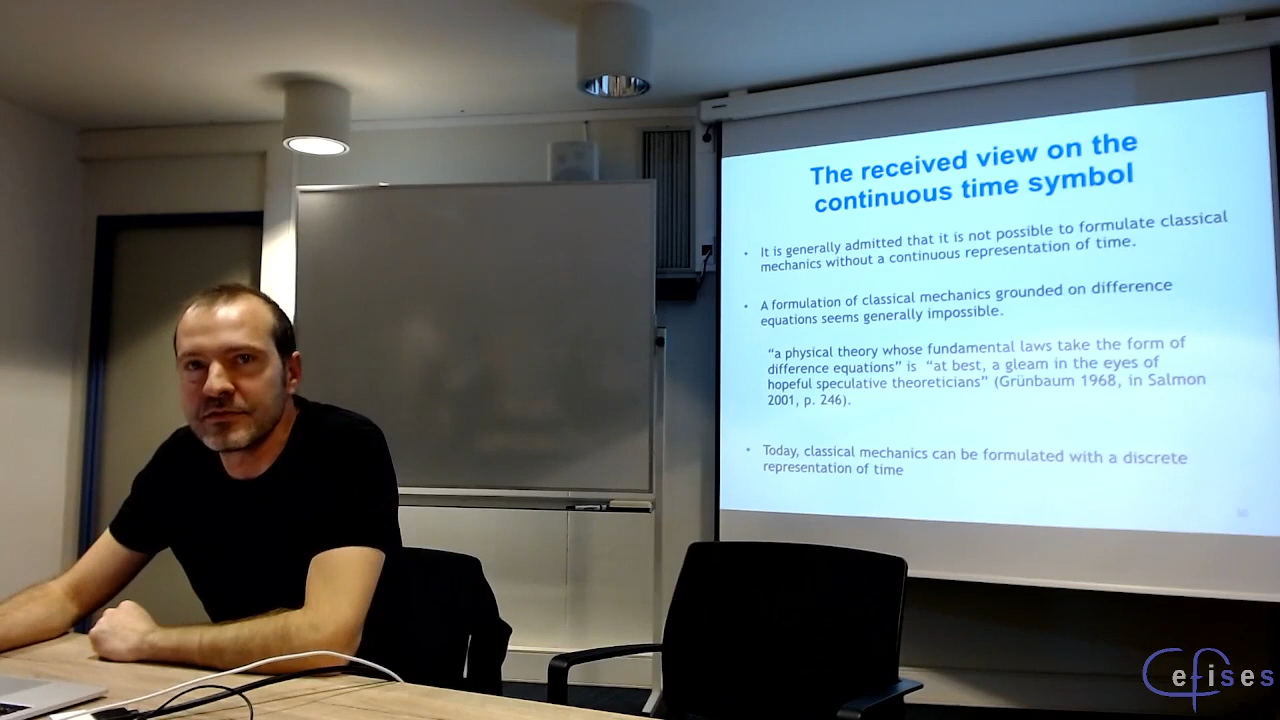 The received view on the
continuous time symbol
• It is generally admitted that it is not possible to formulate classical
mechanics without a continuous representation of time.
• A formulation of classical mechanics grounded on difference
equations seems generally impossible.
“a physical theory whose fundamental laws take the form of
difference equations” is “at best, a gleam in the eyes of
hopeful speculative theoreticians” (Grünbaum 1968, in Salmon
2001, p. 246).
• Today, classical mechanics can be formulated with a discrete
representation of time
Cefises